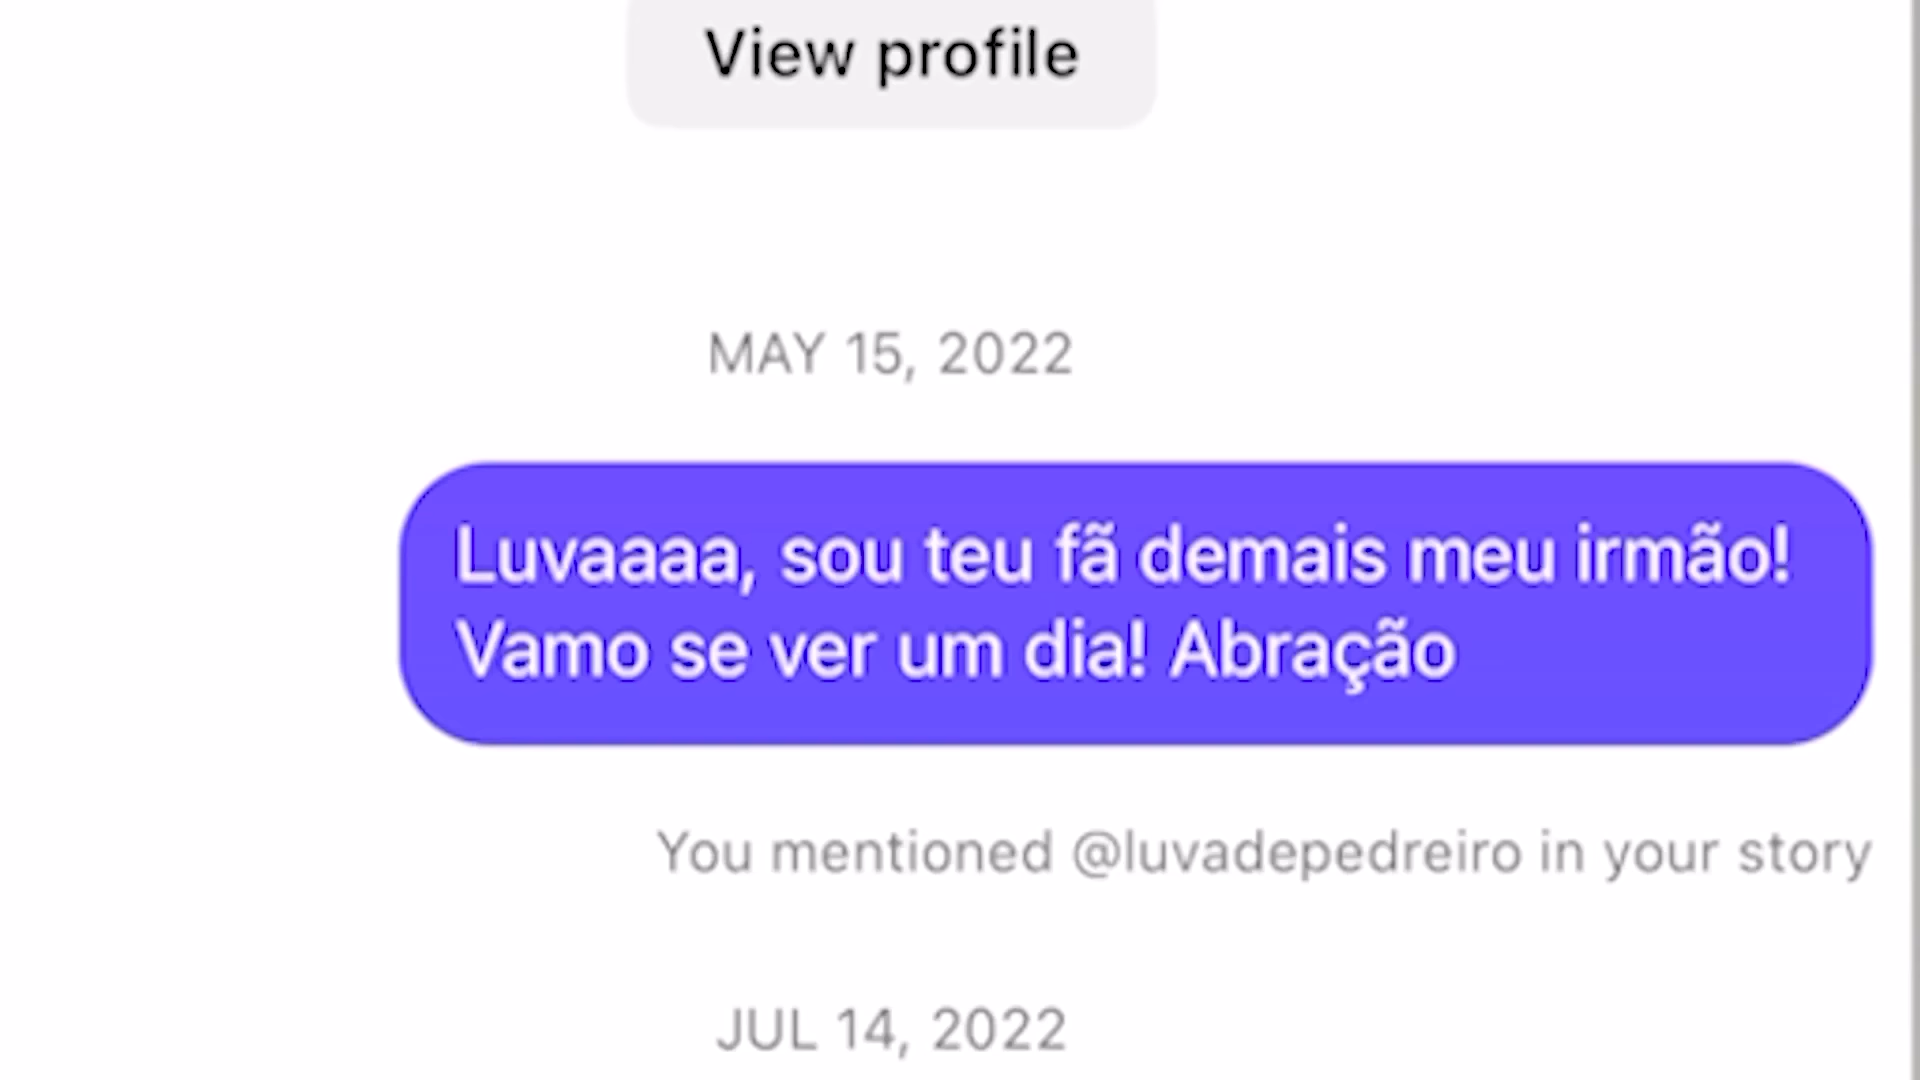 View profile
MAY 15, 2022
Luvaaaa, sou teu fã demais meu irmão!
Vamo se ver um dia! Abração
You mentioned @luvadepedreiro in your story
JUL 14, 2022